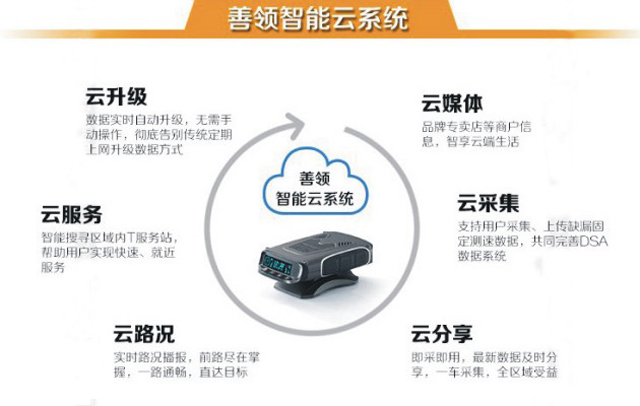 善领智能云系统
云升级
数据实时自动升级，无需手
动操作，彻底告别传统定期
上网升级数据方式
云媒体
品牌专卖店等商户信
息，智享云端生活
善领
智能云系统
云服务
智能搜寻区域内T服务站，
帮助用户实现快速、就近
服务
云采集
支持用户采集、上传缺漏固
定测速数据，共同完善DSA
数据系统
云路况
实时路况播报，前路尽在掌
握，一路通畅，直达目标
云分享
即采即用，最新数据及时分
享，一车采集，全区域受益